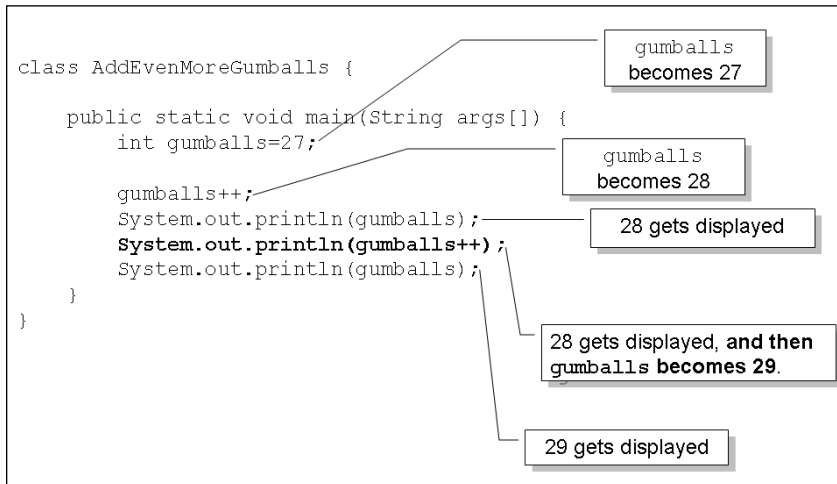 class AddEvenMoreGumballs {
public static void main(String args[]) {
int gumballs=27;
gumballs++;
System.out.println(gumballs);
System.out.println(gumballs++);
System.out.println(gumballs);
}
}
gumballs
becomes 27
gumballs
becomes 28
28 gets displayed
28 gets displayed, and then
gumballs becomes 29.
29 gets displayed